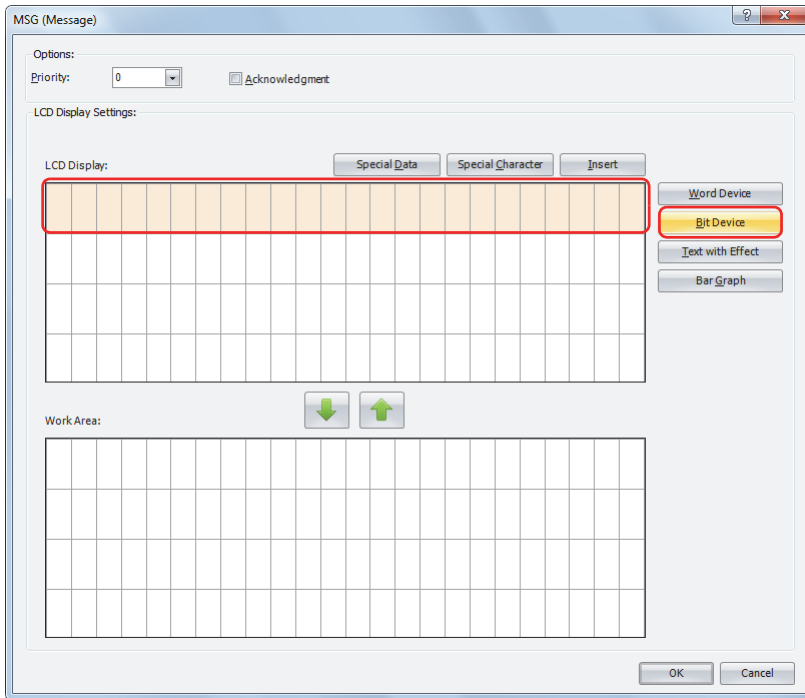 MSG (Message)
Options:
Priority: 0 Acknowledgment
LCD Display Settings:
LCD Display: Special Data Special Character Insert
Word Device
Bit Device
Text with Effect
Bar Graph
Work Area:
OK Cancel